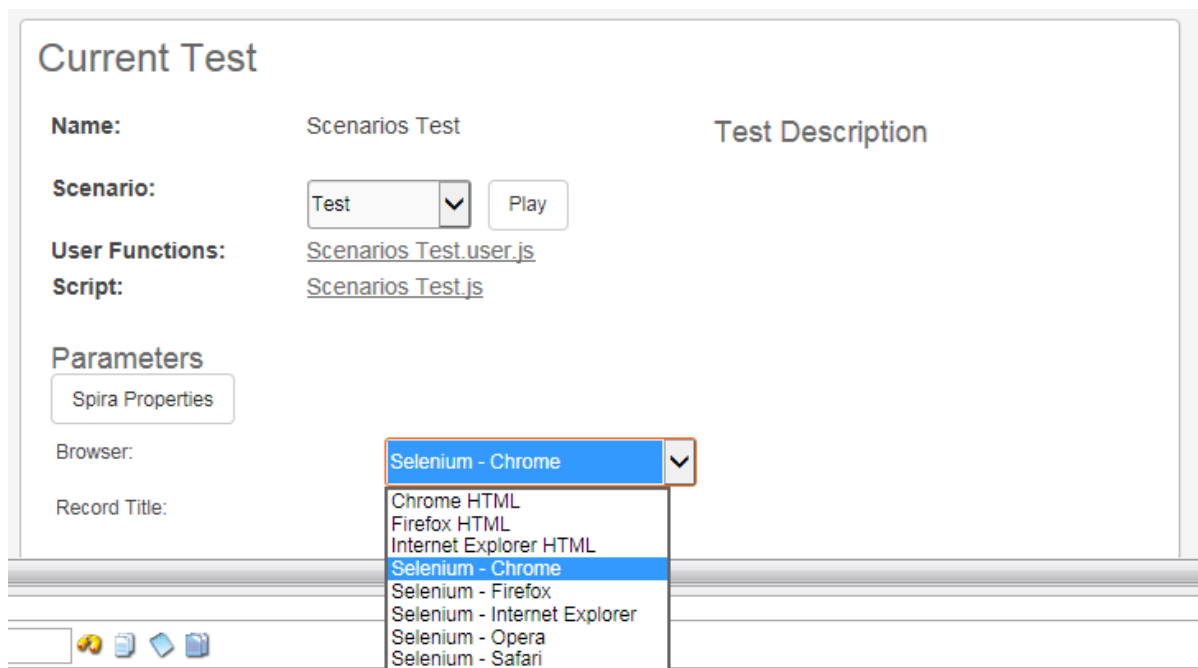 Current Test
Name: Scenarios Test
Test Description
Scenario: Test Play
User Functions: Scenarios Test.user.js
Script: Scenarios Test.js
Parameters
Spira Properties
Browser: Selenium - Chrome
Record Title:
Chrome HTML
Firefox HTML
Internet Explorer HTML
Selenium - Chrome
Selenium - Firefox
Selenium - Internet Explorer
Selenium - Opera
Selenium - Safari